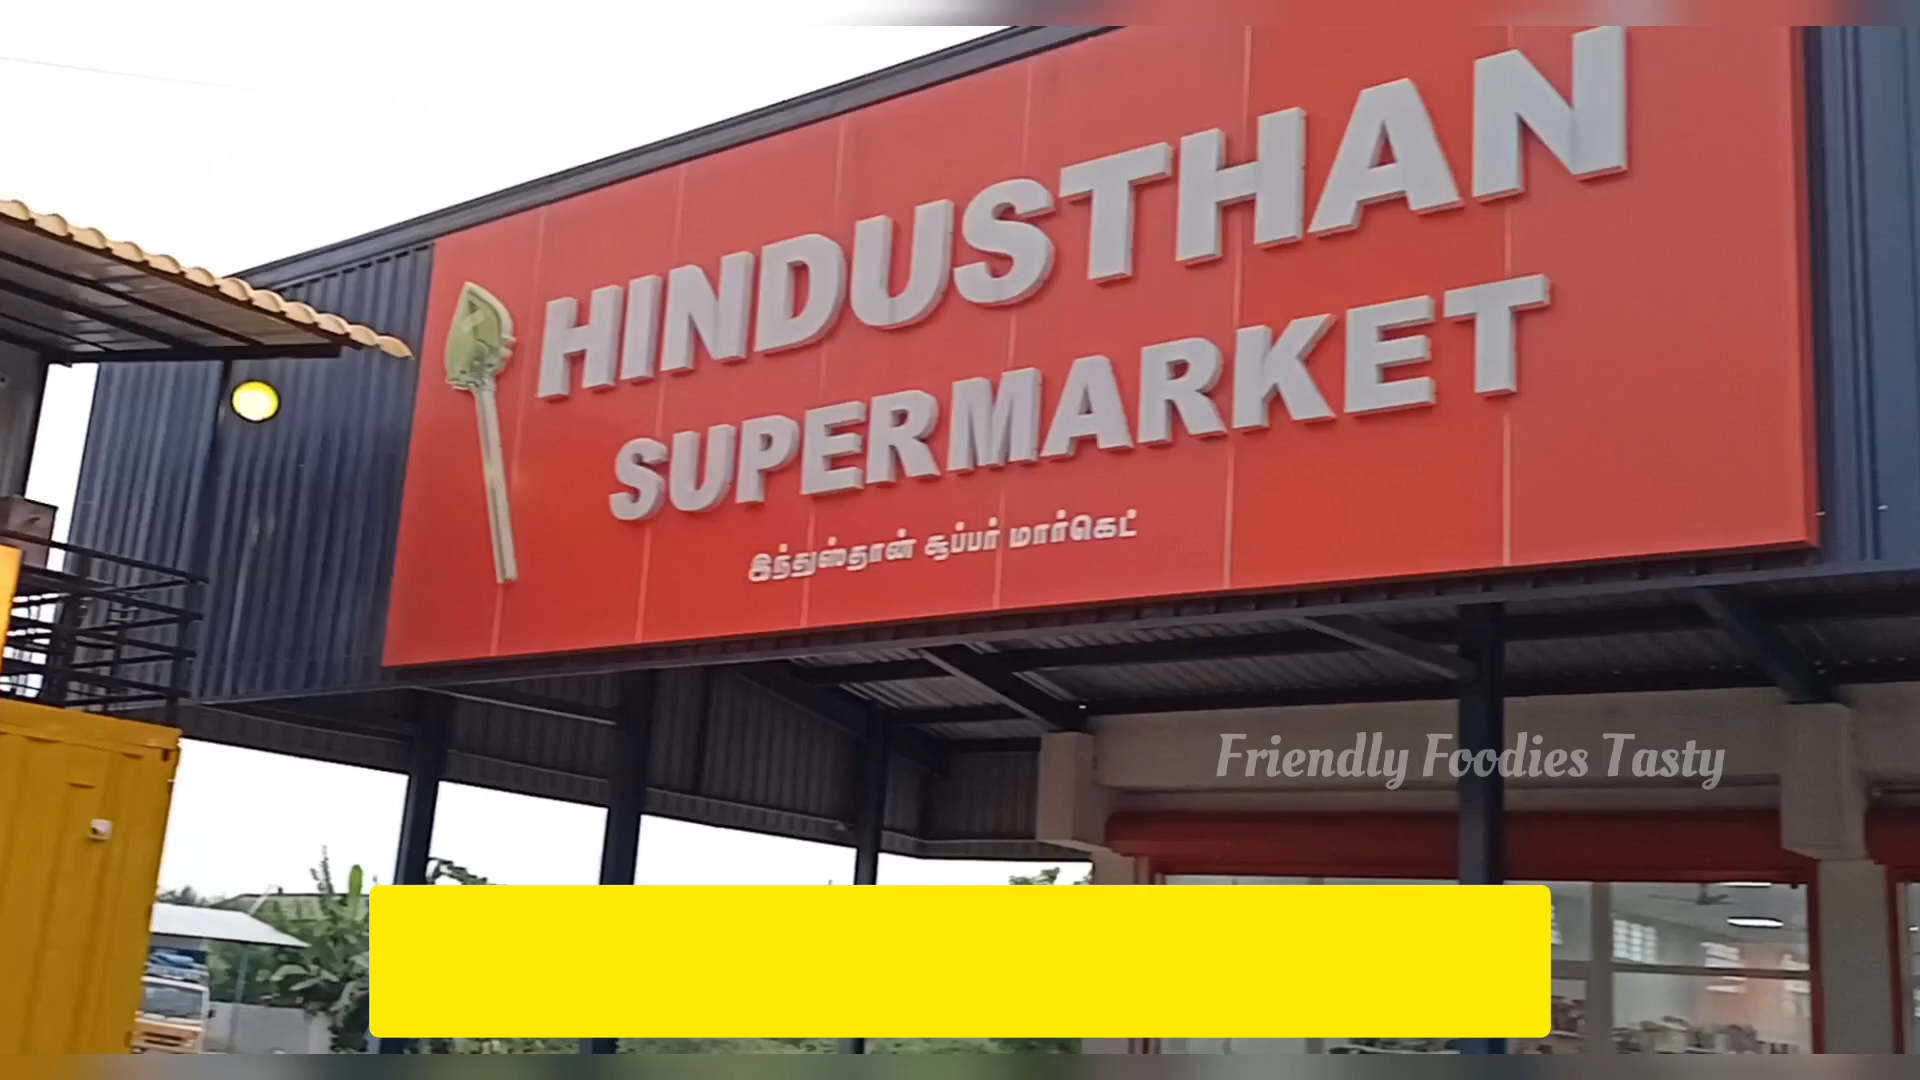 HINDUSTHAN
SUPERMARKET
இந்துஸ்தான் சூப்பர் மார்கெட்
Friendly Foodies Tasty